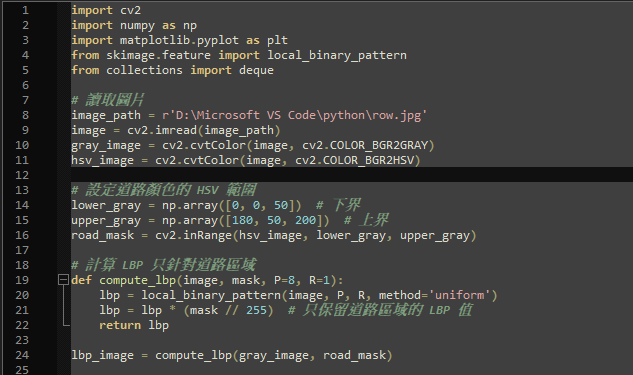 1 import cv2
2 import numpy as np
3 import matplotlib.pyplot as plt
4 from skimage.feature import local_binary_pattern
5 from collections import deque
6
7 # 讀取圖片
8 image_path = r'D:\Microsoft VS Code\python\row.jpg'
9 image = cv2.imread(image_path)
10 gray_image = cv2.cvtColor(image, cv2.COLOR_BGR2GRAY)
11 hsv_image = cv2.cvtColor(image, cv2.COLOR_BGR2HSV)
12
13 # 設定道路顏色的 HSV 範圍
14 lower_gray = np.array([0, 0, 50])  # 下界
15 upper_gray = np.array([180, 50, 200])  # 上界
16 road_mask = cv2.inRange(hsv_image, lower_gray, upper_gray)
17
18 # 計算 LBP 只針對道路區域
19 def compute_lbp(image, mask, P=8, R=1):
20     lbp = local_binary_pattern(image, P, R, method='uniform')
21     lbp = lbp * (mask // 255)  # 只保留道路區域的 LBP 值
22     return lbp
23
24 lbp_image = compute_lbp(gray_image, road_mask)
25